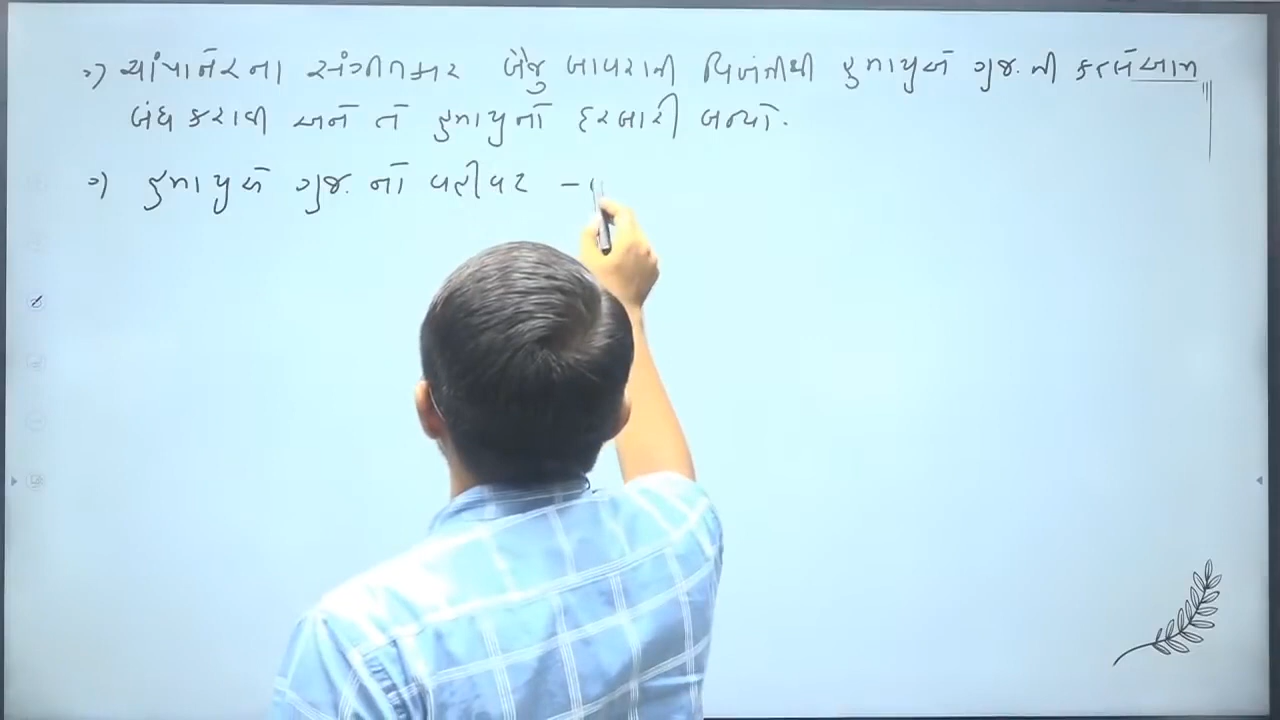 →) ચાંપાનેરના સંગીતકાર બૈજુ બાવરાની વિનંતીથી હુમાયુએ ગુજ. ની કત્લેઆમ
બંધ કરાવી અને તે હુમાયુનો દરબારી બન્યો.
→) હુમાયુએ ગુજ. નો વહીવટ -